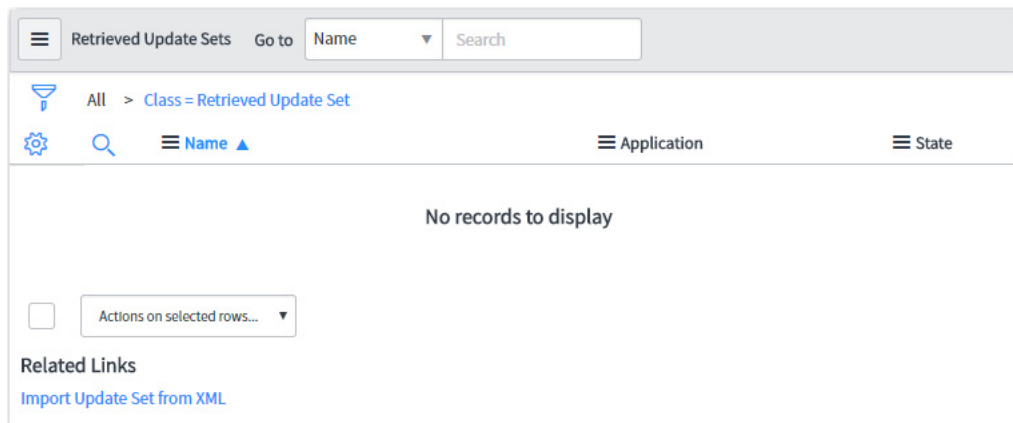 Retrieved Update Sets Go to Name Search
All > Class = Retrieved Update Set
Name Application State
No records to display
Actions on selected rows...
Related Links
Import Update Set from XML